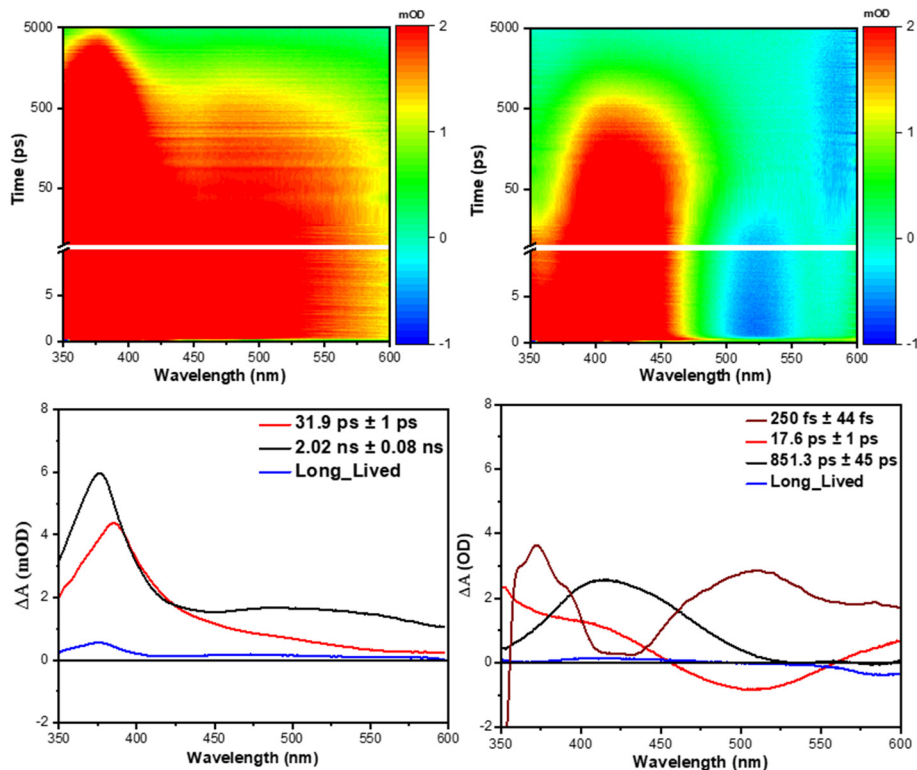 mOD
5000
500
50
5
0
Time (ps)
350 400 450 500 550 600
Wavelength (nm)
2
1
0
-1
mOD
5000
500
50
5
0
Time (ps)
350 400 450 500 550 600
Wavelength (nm)
2
1
0
-1
8
6
4
2
0
-2
ΔA (mOD)
31.9 ps ± 1 ps
2.02 ns ± 0.08 ns
Long_Lived
350 400 450 500 550 600
Wavelength (nm)
8
6
4
2
0
-2
ΔA (OD)
250 fs ± 44 fs
17.6 ps ± 1 ps
851.3 ps ± 45 ps
Long_Lived
350 400 450 500 550 600
Wavelength (nm)